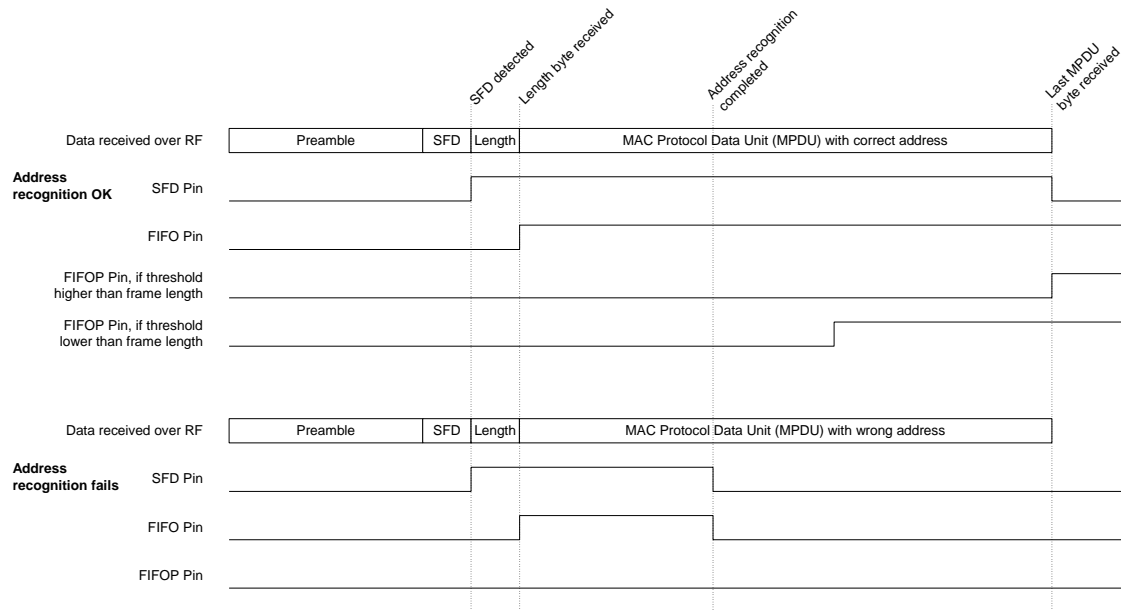 SFD detected
Length byte received
Address recognition
completed
Last MPDU
byte received
Data received over RF
Preamble
SFD
Length
MAC Protocol Data Unit (MPDU) with correct address
Address
recognition OK
SFD Pin
FIFO Pin
FIFOP Pin, if threshold
higher than frame length
FIFOP Pin, if threshold
lower than frame length
Data received over RF
Preamble
SFD
Length
MAC Protocol Data Unit (MPDU) with wrong address
Address
recognition fails
SFD Pin
FIFO Pin
FIFOP Pin